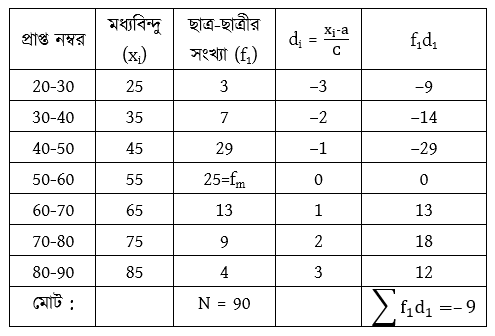 প্রাপ্ত নম্বর মধ্যবিন্দু (xᵢ) ছাত্র-ছাত্রীর সংখ্যা (f₁) dᵢ = (xᵢ-a)/C f₁d₁
20-30 25 3 –3 –9
30-40 35 7 –2 –14
40-50 45 29 –1 –29
50-60 55 25=fₘ 0 0
60-70 65 13 1 13
70-80 75 9 2 18
80-90 85 4 3 12
মোট : N = 90 ∑ f₁d₁ = – 9